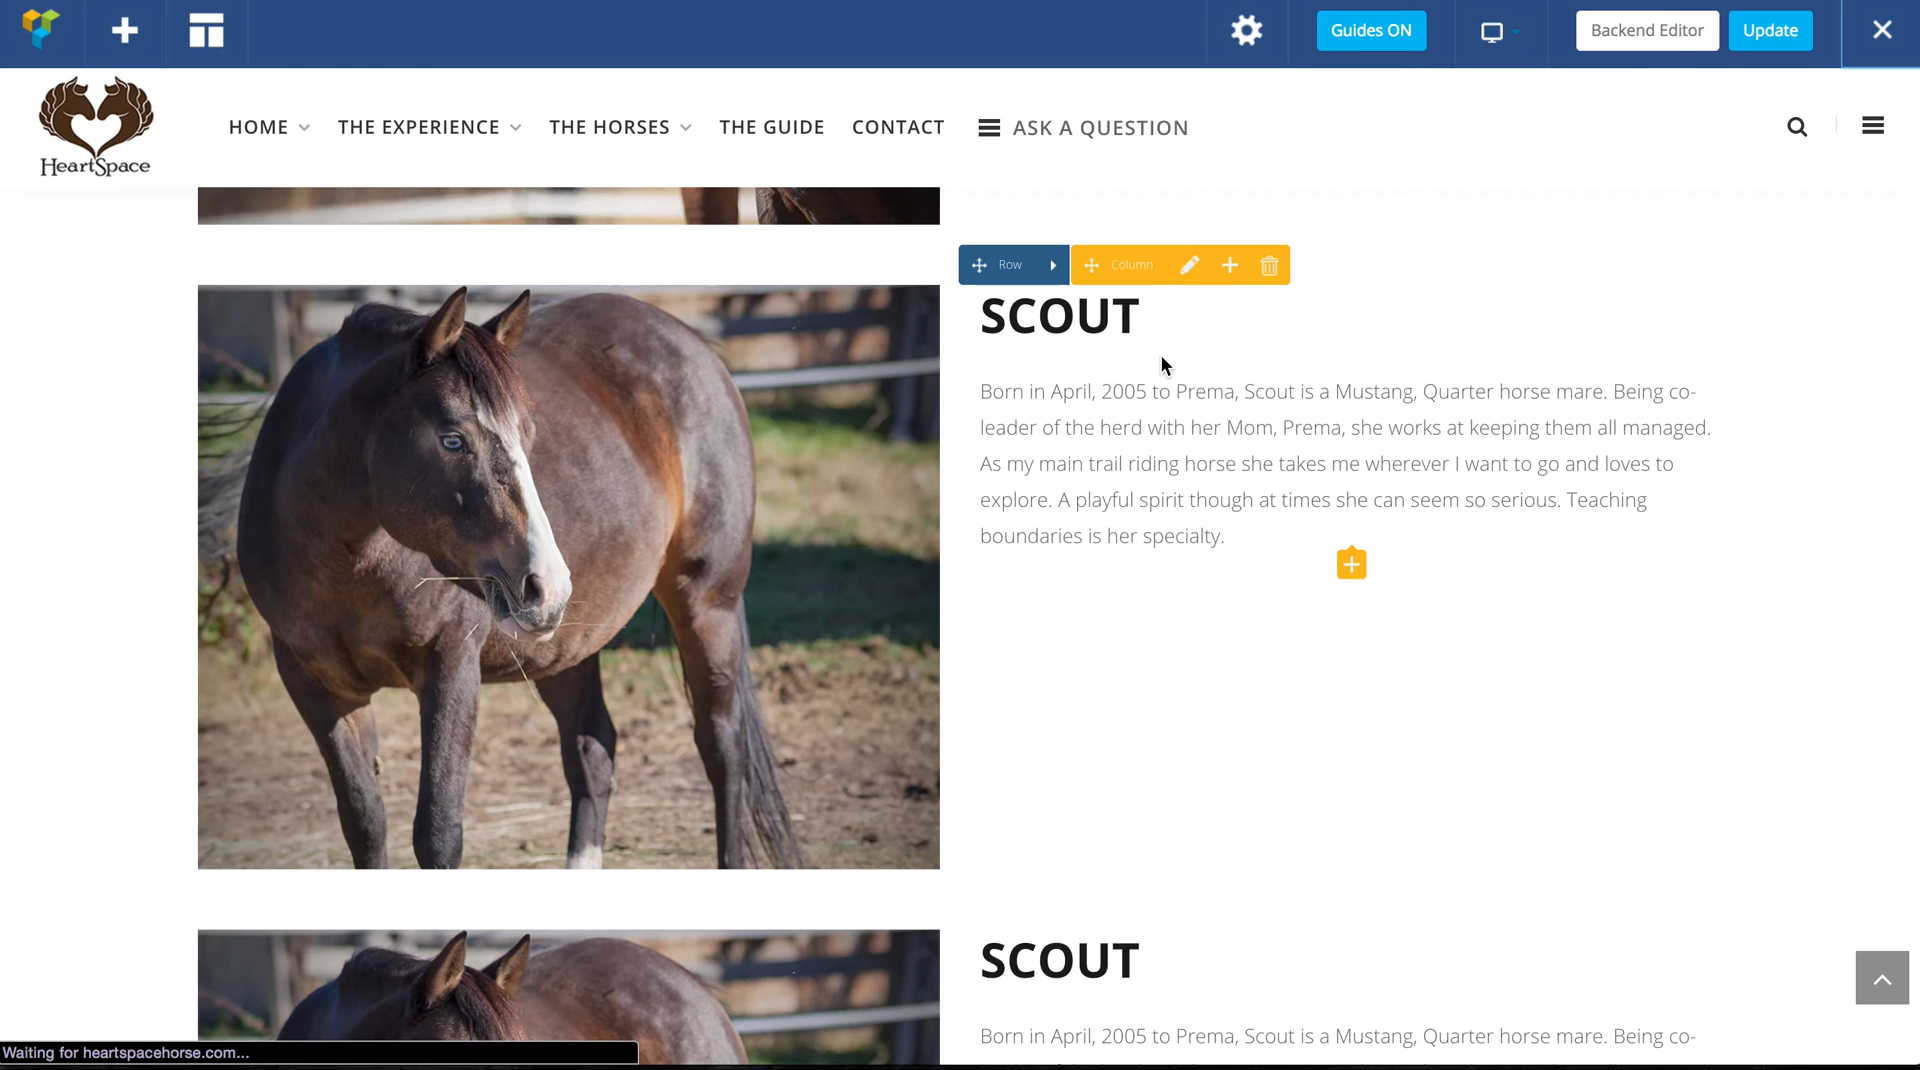 Guides ON
Backend Editor
Update
HeartSpace
HOME
THE EXPERIENCE
THE HORSES
THE GUIDE
CONTACT
ASK A QUESTION
Row
Column
SCOUT
Born in April, 2005 to Prema, Scout is a Mustang, Quarter horse mare. Being co-
leader of the herd with her Mom, Prema, she works at keeping them all managed.
As my main trail riding horse she takes me wherever I want to go and loves to
explore. A playful spirit though at times she can seem so serious. Teaching
boundaries is her specialty.
SCOUT
Born in April, 2005 to Prema, Scout is a Mustang, Quarter horse mare. Being co-
Waiting for heartspacehorse.com...